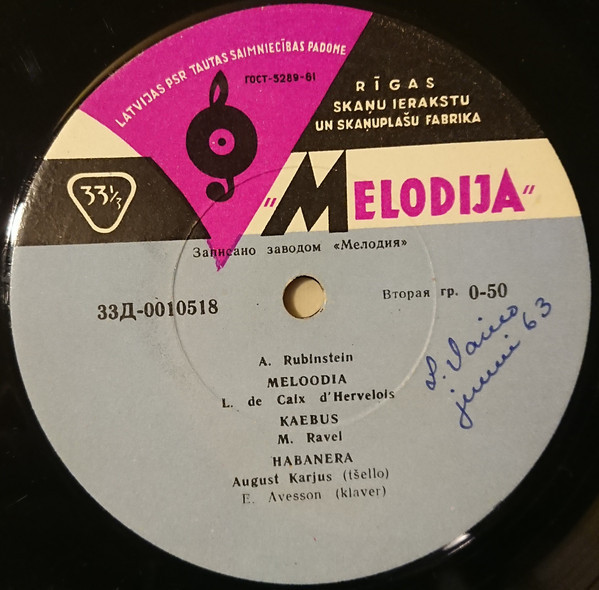 LATVIJAS PSR TAUTAS SAIMNIECĪBAS PADOME
ГОСТ-5289-61
RĪGAS
SKAŅU IERAKSTU
UN SKAŅUPLAŠU FABRIKA
33⅓
"MELODIJA"
Записано заводом «Мелодия»
33Д-0010518
Вторая гр. 0-50
A. Rubinstein
MELOODIA
L. de Caix d'Hervelois
KAEBUS
M. Ravel
HABANERA
August Karjus (tšello)
E. Avesson (klaver)
63